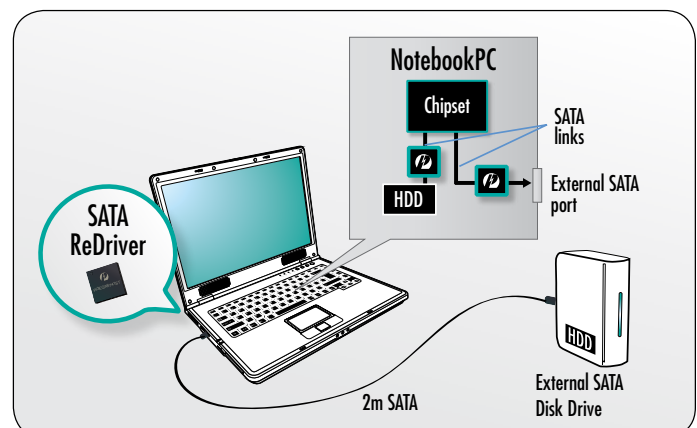 NotebookPC
Chipset
SATA
links
HDD
External SATA
port
SATA
ReDriver
HDD
2m SATA
External SATA
Disk Drive